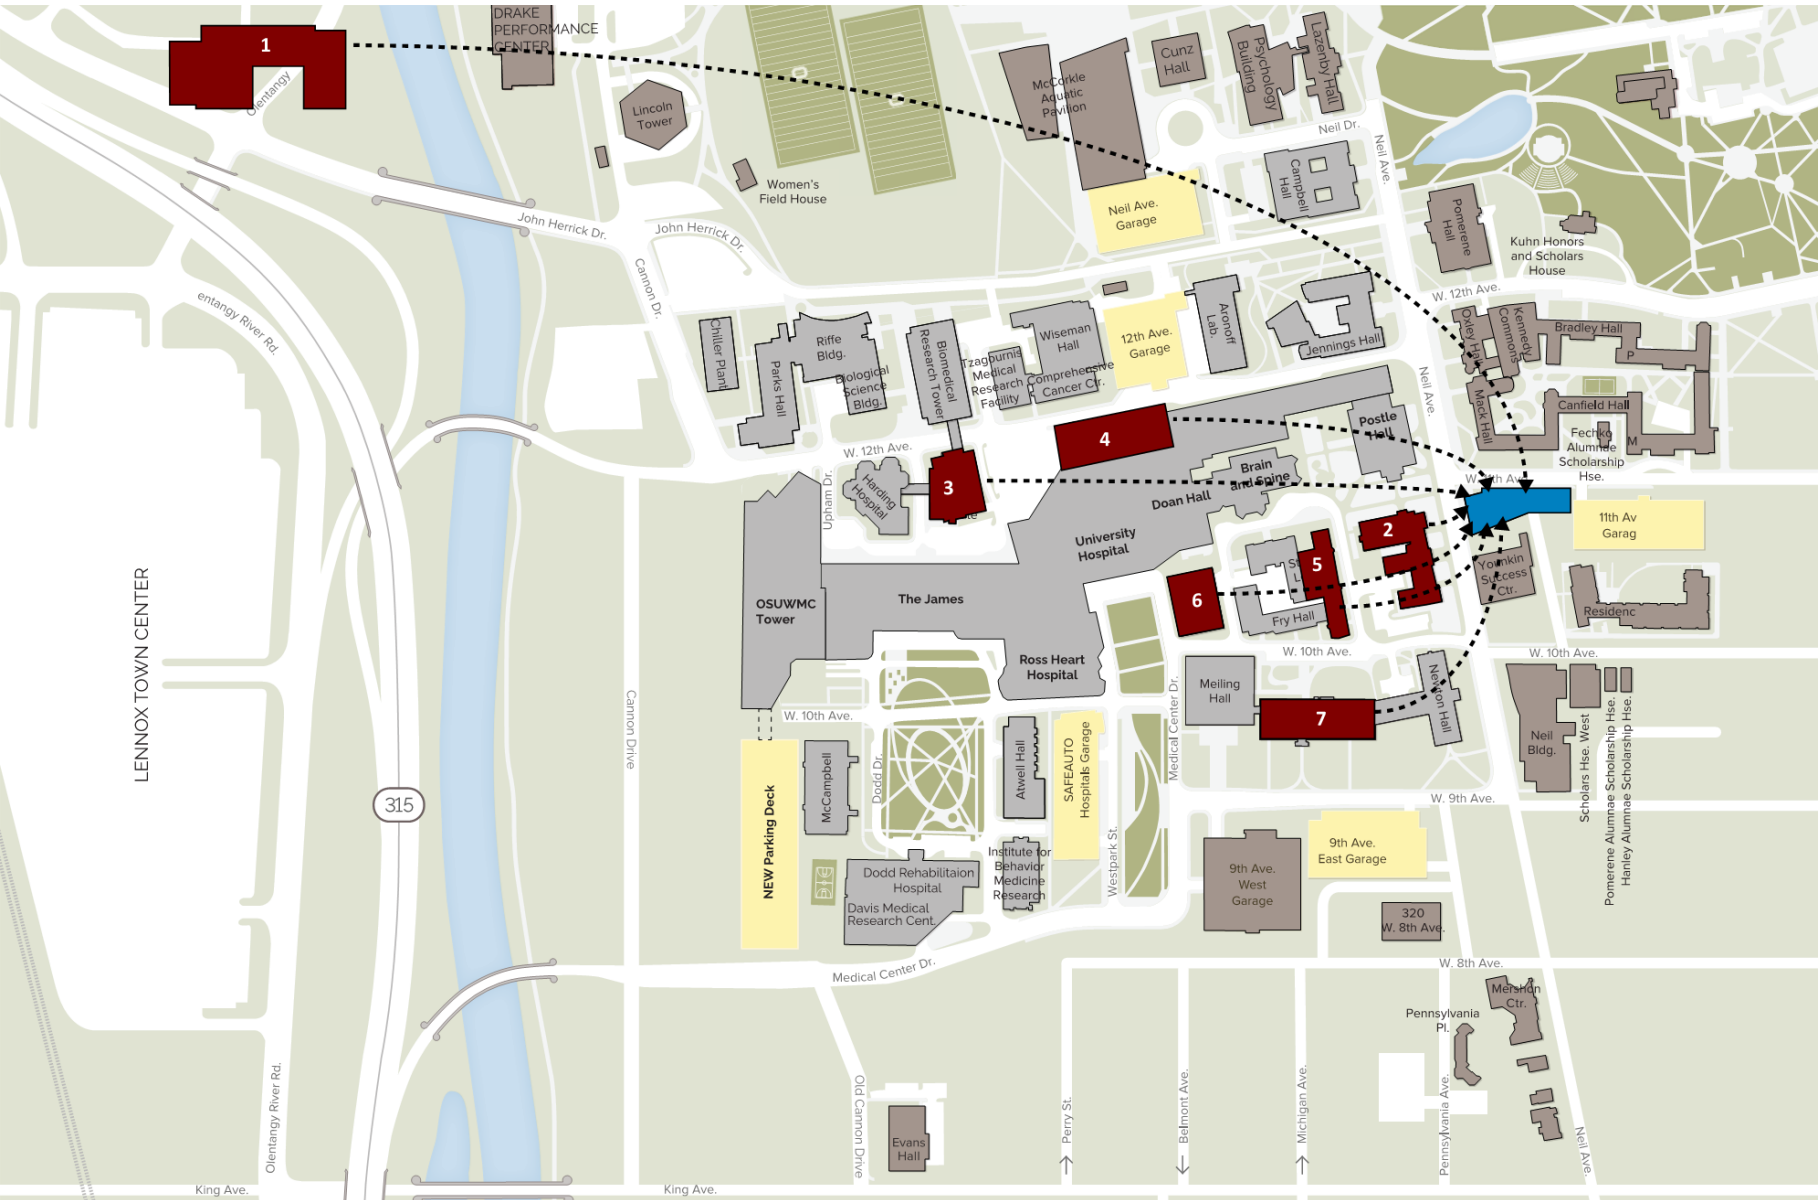 DRAKE
PERFORMANCE
CENTER
1
Olentangy
Lincoln
Tower
Women's
Field House
McCorkle
Aquatic
Pavilion
Cunz
Hall
Psychology
Building
Lazenby Hall
Neil Dr.
Neil Ave.
Campbell
Hall
Neil Ave.
Garage
Pomerene
Hall
Kuhn Honors
and Scholars
House
John Herrick Dr.
John Herrick Dr.
Cannon Dr.
entangy River Rd.
W. 12th Ave.
Chiller Plant
Parks Hall
Riffe
Bldg.
Biological
Science
Bldg.
Biomedical
Research Tower
Tzagournis
Medical
Research
Facility
Wiseman
Hall
Comprehensive
Cancer Ctr.
12th Ave.
Garage
Aronoff
Lab.
Jennings Hall
Neil Ave.
Oxley Hall
Kennedy
Commons
Bradley Hall
P
Mack Hall
Canfield Hall
M
Fechko
Alumnae
Scholarship
Hse.
W. 12th Ave.
Upham Dr.
Harding
Hospital
3
4
Postle
Hall
Brain
and Spine
Doan Hall
University
Hospital
11th Av
Garag
2
5
6
Fry Hall
Younkin
Success
Ctr.
Residenc
LENNOX TOWN CENTER
OSUWMC
Tower
The James
Ross Heart
Hospital
W. 10th Ave.
W. 10th Ave.
W. 10th Ave.
Meiling
Hall
7
Newton Hall
Medical Center Dr.
Cannon Drive
315
NEW Parking Deck
McCampbell
Dodd Dr.
Atwell Hall
SAFEAUTO
Hospitals Garage
Westpark St.
Neil
Bldg.
Scholars Hse. West
Pomerene Alumnae Scholarship Hse.
Hanley Alumnae Scholarship Hse.
W. 9th Ave.
9th Ave.
East Garage
9th Ave.
West
Garage
320
W. 8th Ave.
Dodd Rehabilitaion
Hospital
Davis Medical
Research Cent.
Institute for
Behavior
Medicine
Research
Medical Center Dr.
W. 8th Ave.
Mershon
Ctr.
Pennsylvania
Pl.
Olentangy River Rd.
Old Cannon Drive
Evans
Hall
Perry St.
Belmont Ave.
Michigan Ave.
Pennsylvania Ave.
Neil Ave.
King Ave.
King Ave.